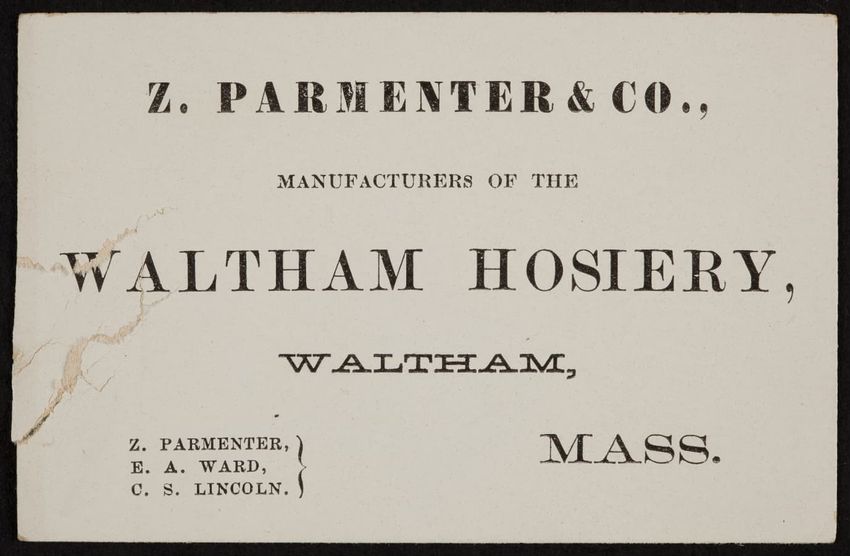 Z. PARMENTER & CO.,
MANUFACTURERS OF THE
WALTHAM HOSIERY,
WALTHAM,
MASS.
Z. PARMENTER,
E. A. WARD,
C. S. LINCOLN.